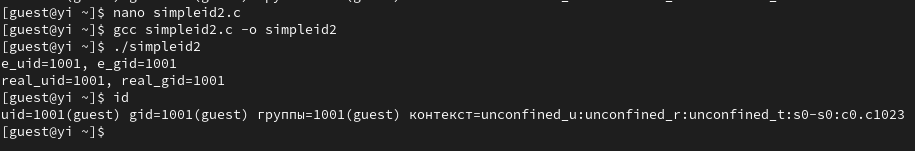 [guest@yi ~]$ nano simpleid2.c
[guest@yi ~]$ gcc simpleid2.c -o simpleid2
[guest@yi ~]$ ./simpleid2
e_uid=1001, e_gid=1001
real_uid=1001, real_gid=1001
[guest@yi ~]$ id
uid=1001(guest) gid=1001(guest) группы=1001(guest) контекст=unconfined_u:unconfined_r:unconfined_t:s0-s0:c0.c1023
[guest@yi ~]$